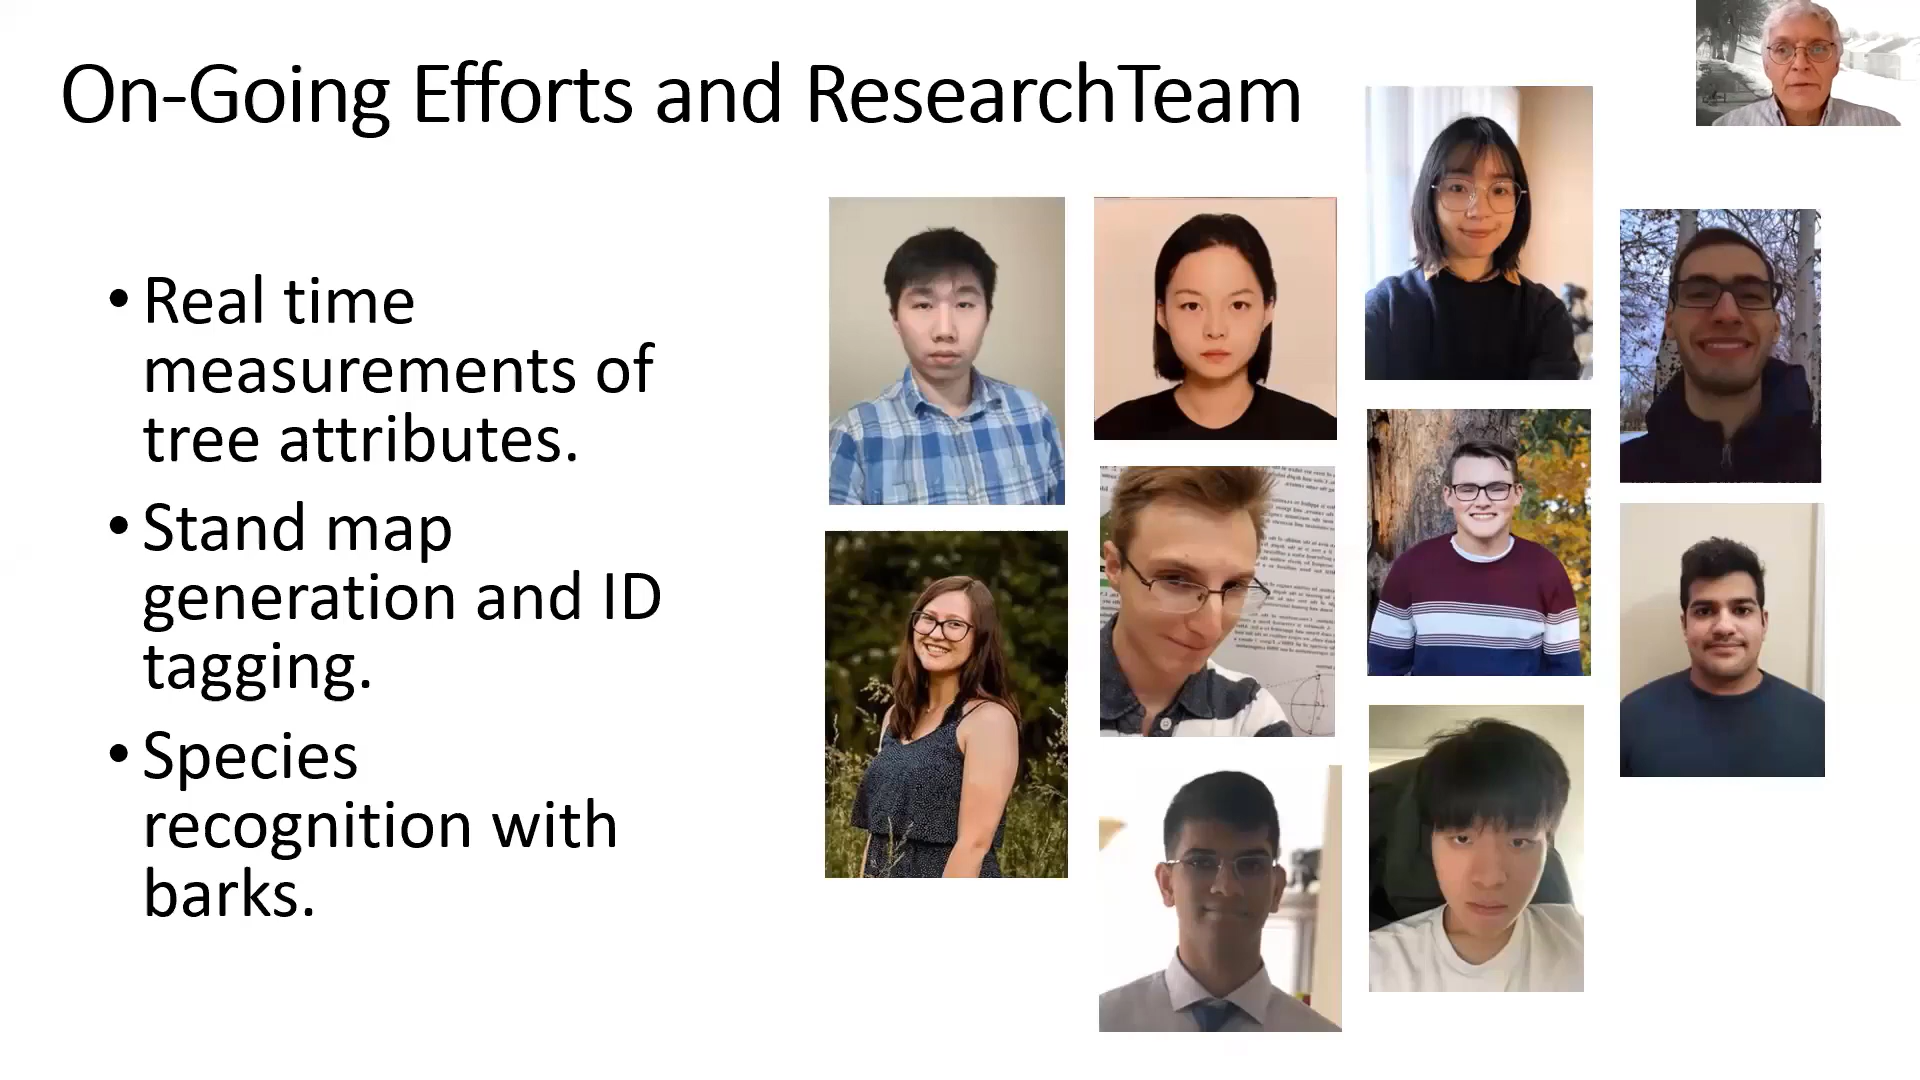 On-Going Efforts and ResearchTeam
• Real time
measurements of
tree attributes.
• Stand map
generation and ID
tagging.
• Species
recognition with
barks.